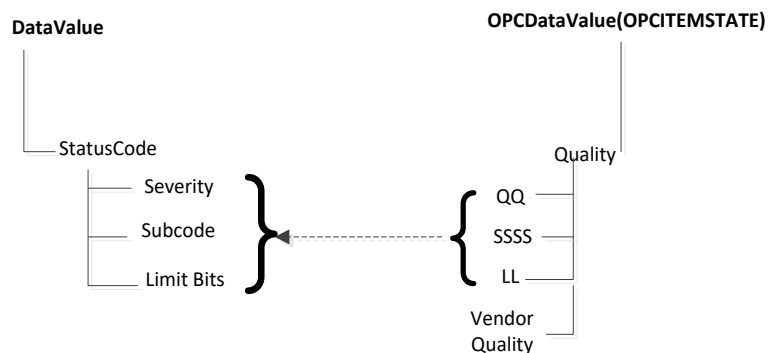 DataValue
OPCDataValue(OPCITEMSTATE)
StatusCode
Quality
Severity
QQ
Subcode
SSSS
Limit Bits
LL
Vendor
Quality